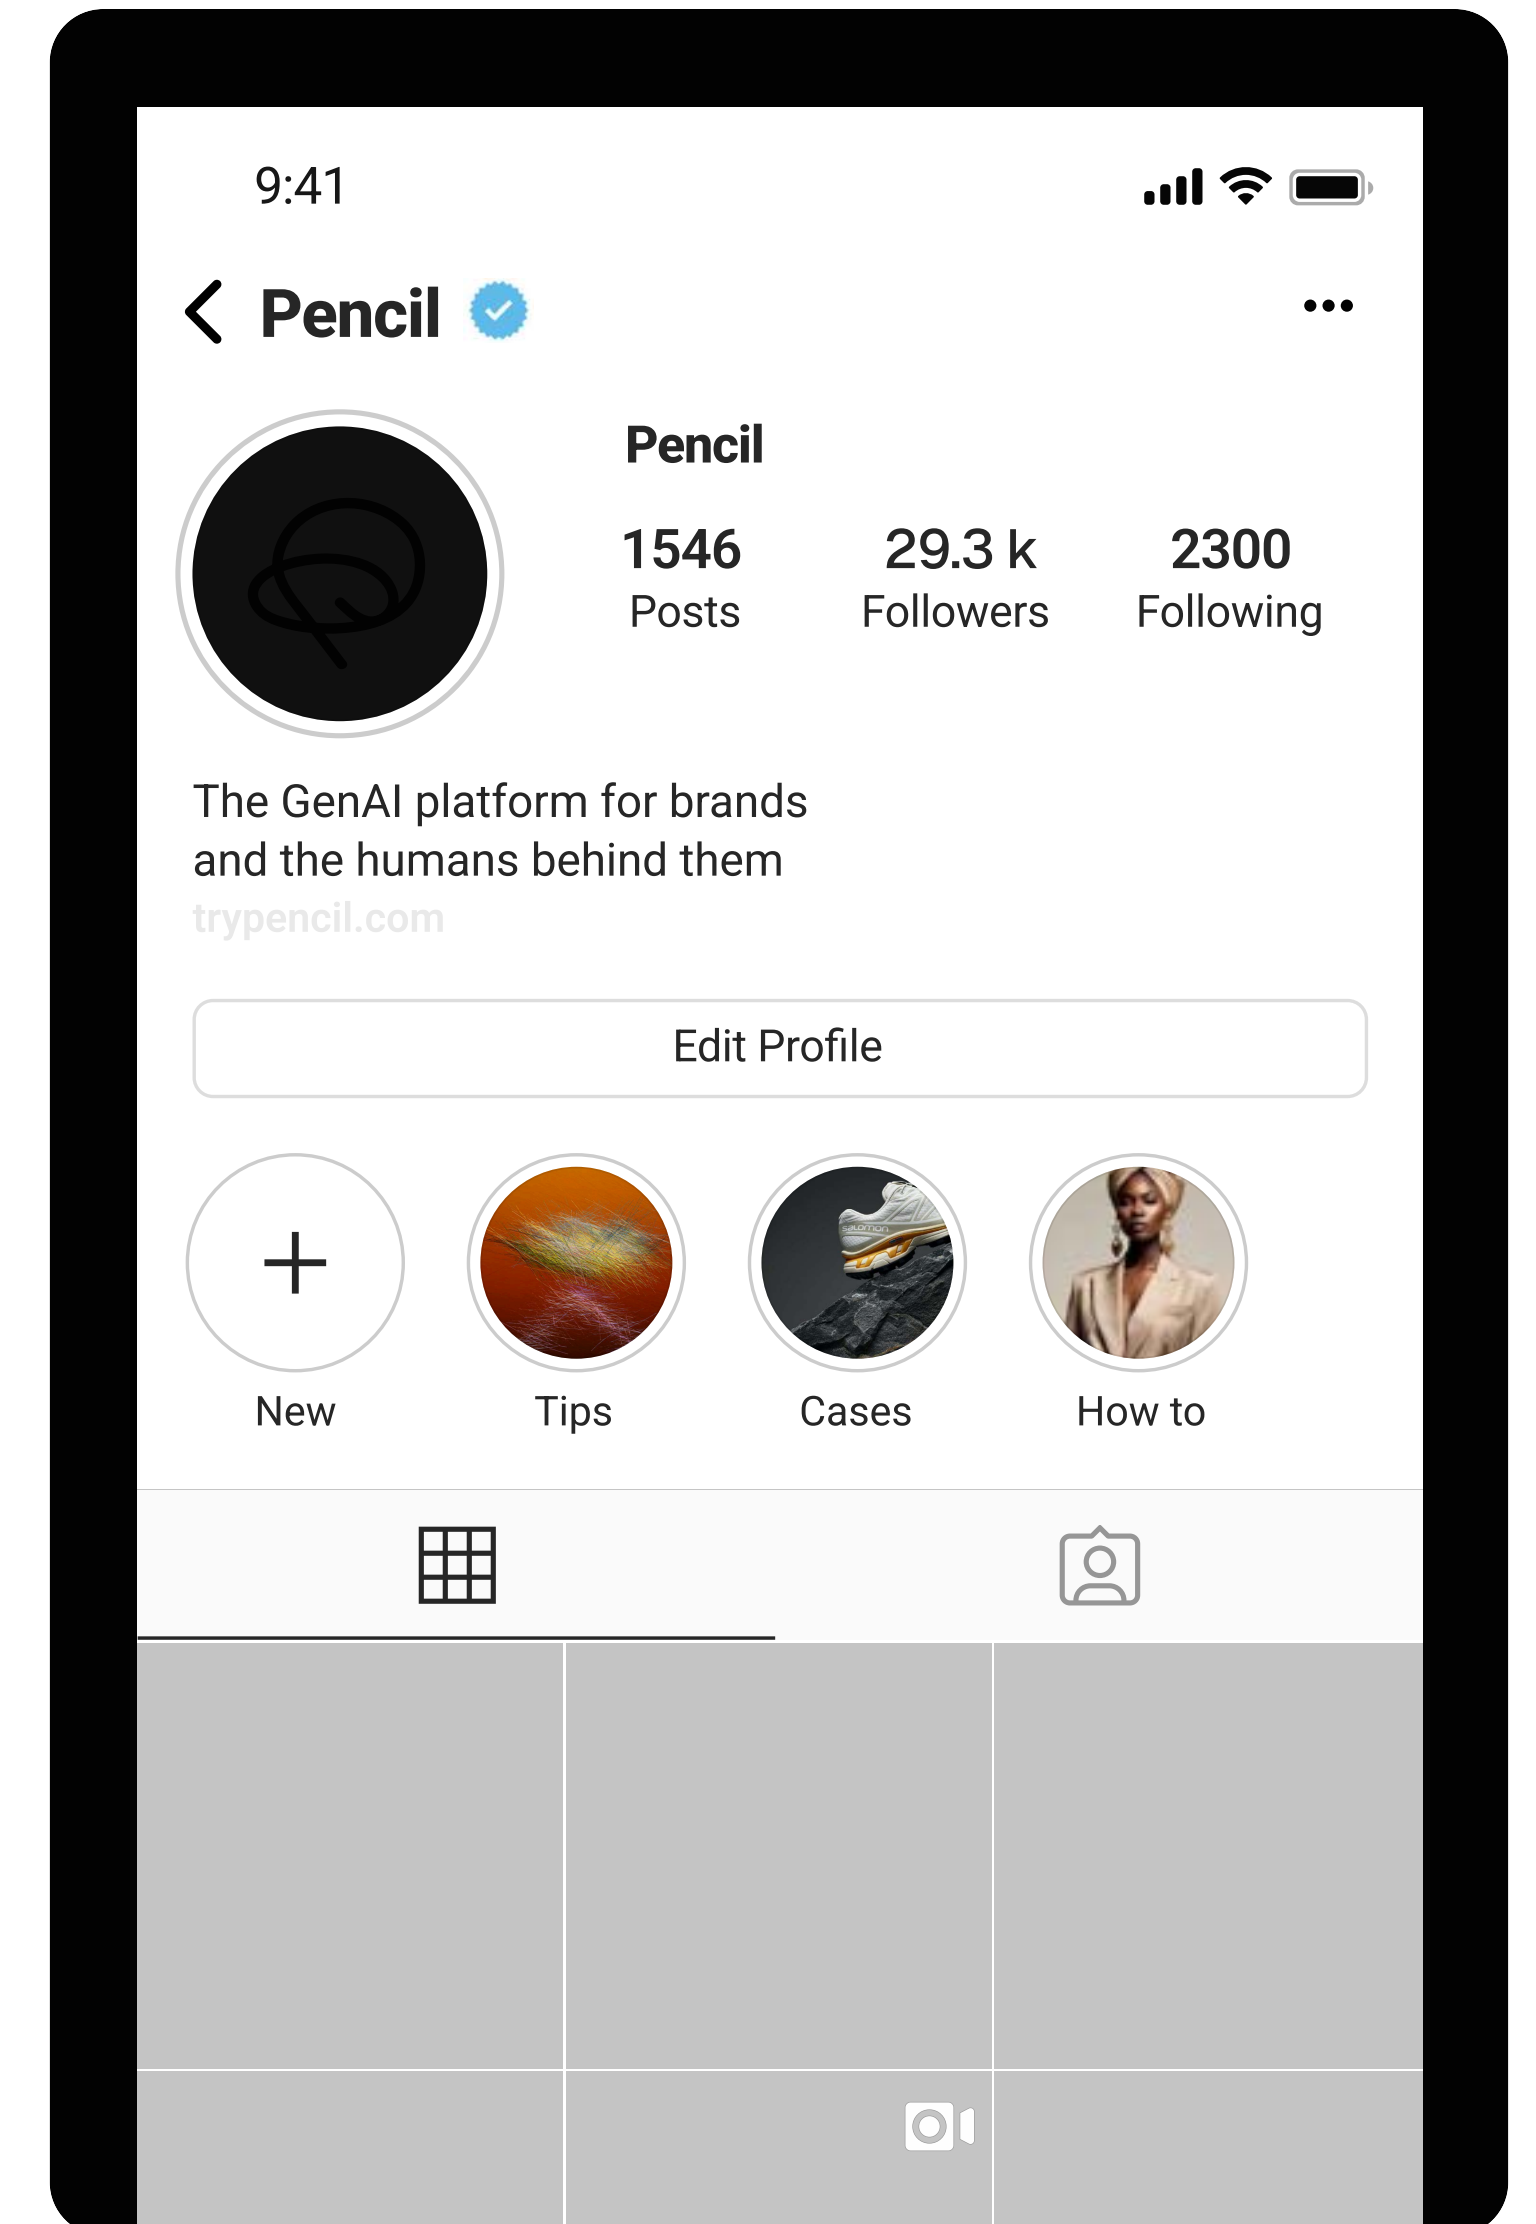 9:41
Pencil
Pencil
1546 29.3 k 2300
Posts Followers Following
The GenAI platform for brands
and the humans behind them
trypencil.com
Edit Profile
salomon
New Tips Cases How to